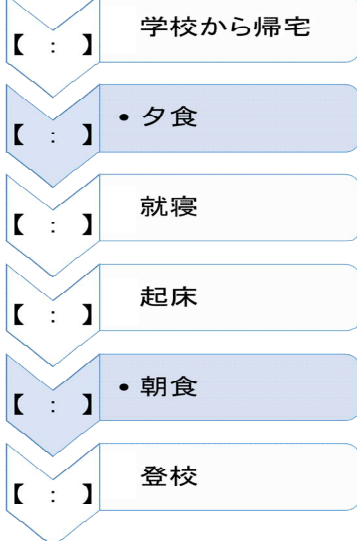 学校から帰宅
【 : 】
• 夕食
【 : 】
就寝
【 : 】
起床
【 : 】
• 朝食
【 : 】
登校
【 : 】